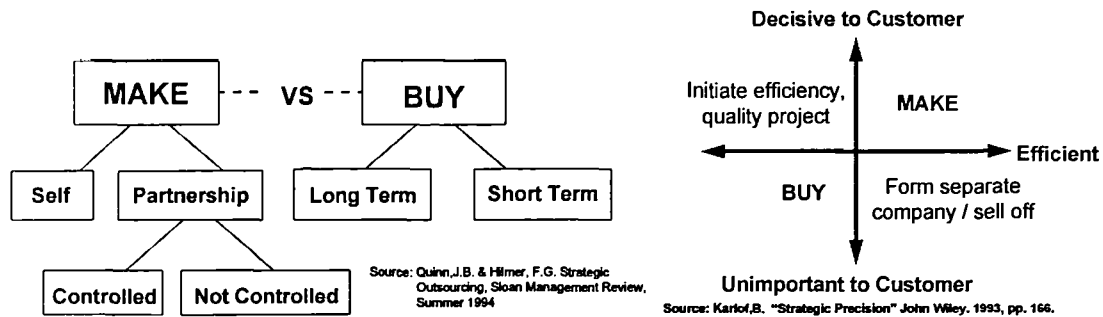 MAKE
VS
BUY
Self
Partnership
Long Term
Short Term
Controlled
Not Controlled
Source: Quinn,J.B. & Hilmer, F.G. Strategic
Outsourcing, Sloan Management Review,
Summer 1994
Decisive to Customer
Initiate efficiency,
quality project
MAKE
Efficient
BUY
Form separate
company / sell off
Unimportant to Customer
Source: Karlof,B. "Strategic Precision" John Wiley. 1993, pp. 166.